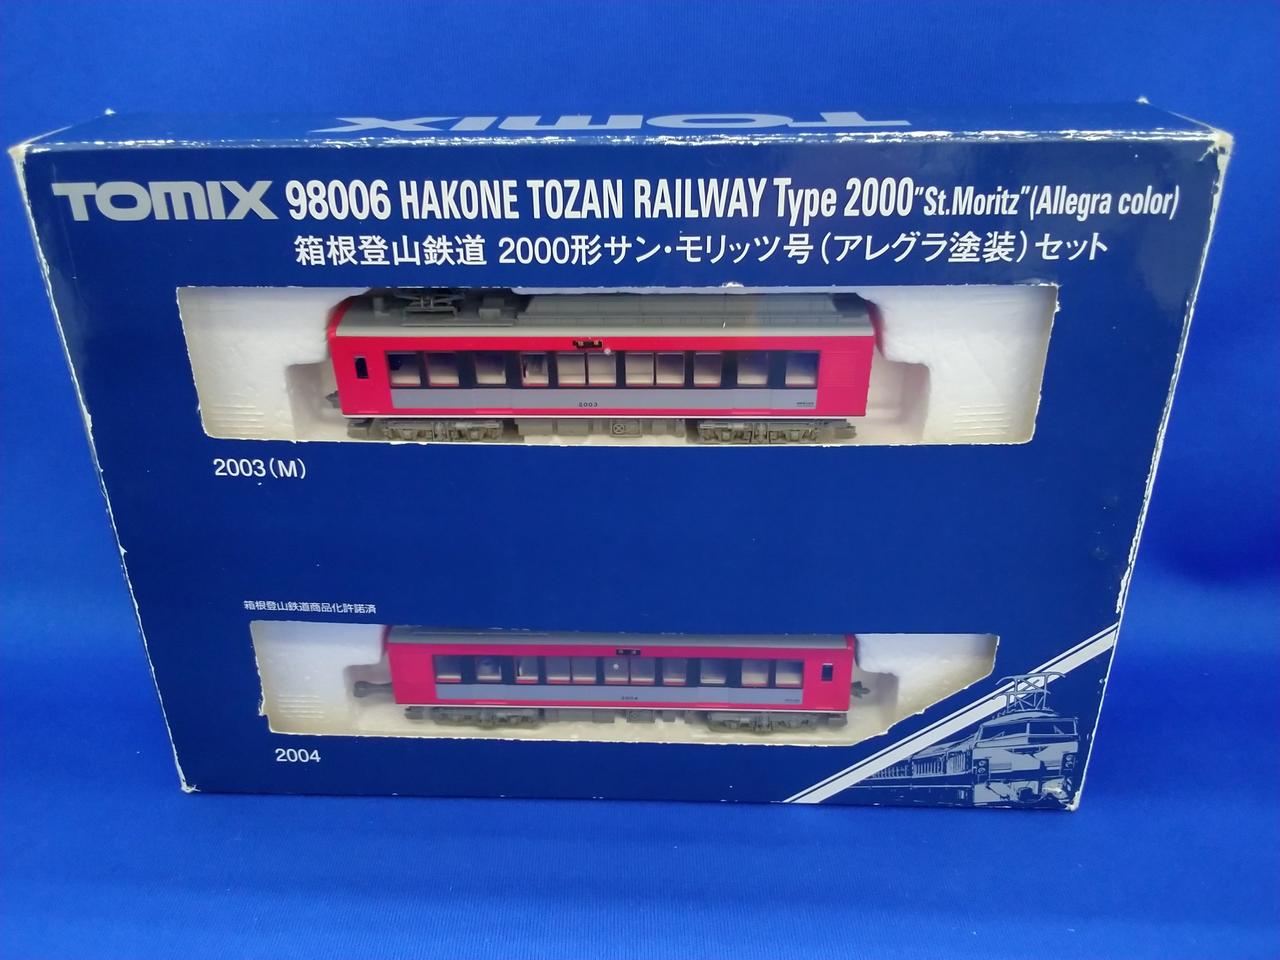 TOMIX
TOMIX 98006 HAKONE TOZAN RAILWAY Type 2000"St.Moritz"(Allegra color)
箱根登山鉄道 2000形サン・モリッツ号(アレグラ塗装)セット
2003
2003(M)
箱根登山鉄道商品化許諾済
2004
2004